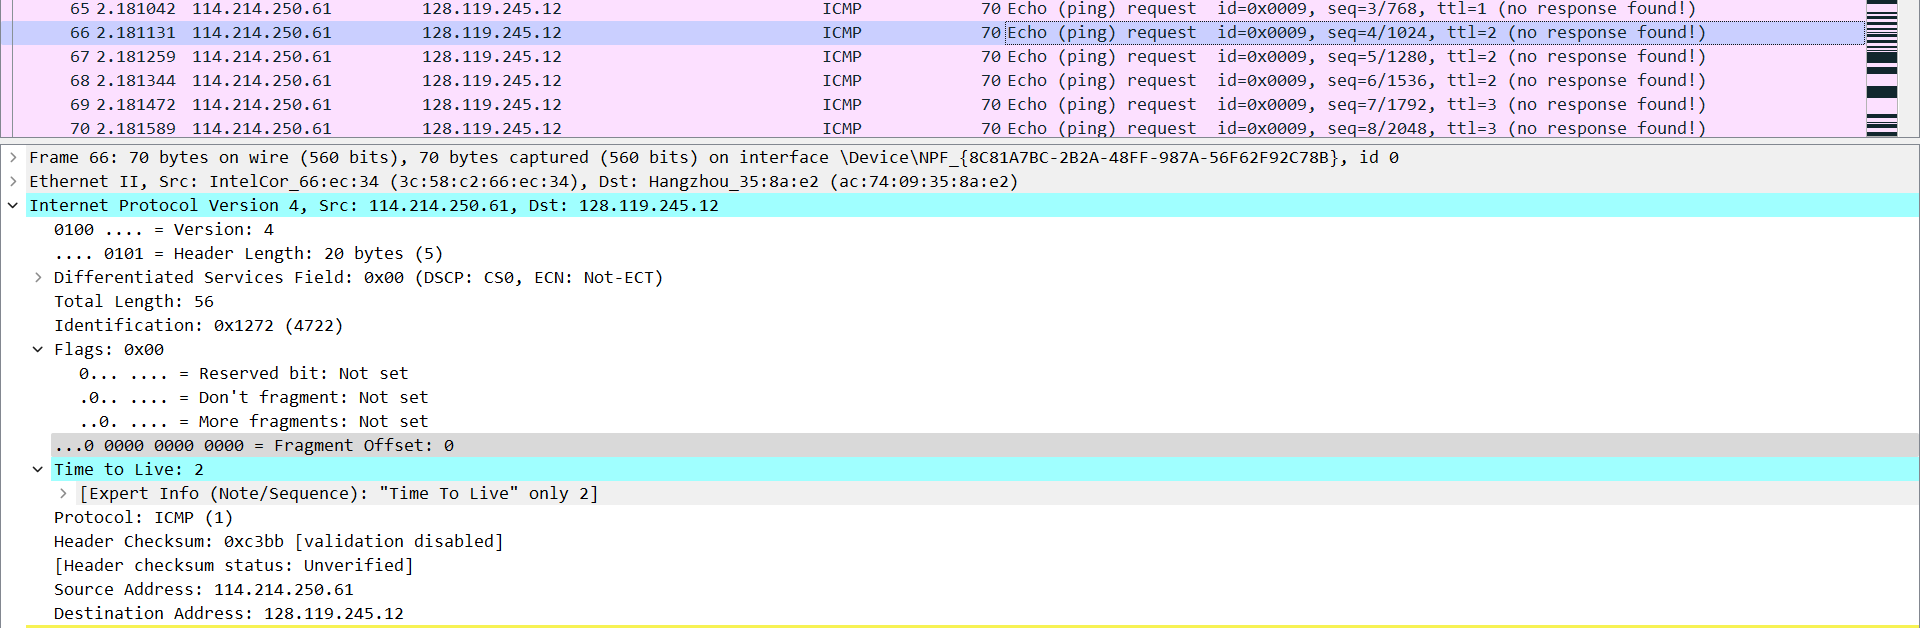 65 2.181042 114.214.250.61 128.119.245.12 ICMP 70 Echo (ping) request id=0x0009, seq=3/768, ttl=1 (no response found!)
66 2.181131 114.214.250.61 128.119.245.12 ICMP 70 Echo (ping) request id=0x0009, seq=4/1024, ttl=2 (no response found!)
67 2.181259 114.214.250.61 128.119.245.12 ICMP 70 Echo (ping) request id=0x0009, seq=5/1280, ttl=2 (no response found!)
68 2.181344 114.214.250.61 128.119.245.12 ICMP 70 Echo (ping) request id=0x0009, seq=6/1536, ttl=2 (no response found!)
69 2.181472 114.214.250.61 128.119.245.12 ICMP 70 Echo (ping) request id=0x0009, seq=7/1792, ttl=3 (no response found!)
70 2.181589 114.214.250.61 128.119.245.12 ICMP 70 Echo (ping) request id=0x0009, seq=8/2048, ttl=3 (no response found!)
Frame 66: 70 bytes on wire (560 bits), 70 bytes captured (560 bits) on interface \Device\NPF_{8C81A7BC-2B2A-48FF-987A-56F62F92C78B}, id 0
Ethernet II, Src: IntelCor_66:ec:34 (3c:58:c2:66:ec:34), Dst: Hangzhou_35:8a:e2 (ac:74:09:35:8a:e2)
Internet Protocol Version 4, Src: 114.214.250.61, Dst: 128.119.245.12
0100 .... = Version: 4
.... 0101 = Header Length: 20 bytes (5)
Differentiated Services Field: 0x00 (DSCP: CS0, ECN: Not-ECT)
Total Length: 56
Identification: 0x1272 (4722)
Flags: 0x00
0... .... = Reserved bit: Not set
.0.. .... = Don't fragment: Not set
..0. .... = More fragments: Not set
...0 0000 0000 0000 = Fragment Offset: 0
Time to Live: 2
[Expert Info (Note/Sequence): "Time To Live" only 2]
Protocol: ICMP (1)
Header Checksum: 0xc3bb [validation disabled]
[Header checksum status: Unverified]
Source Address: 114.214.250.61
Destination Address: 128.119.245.12